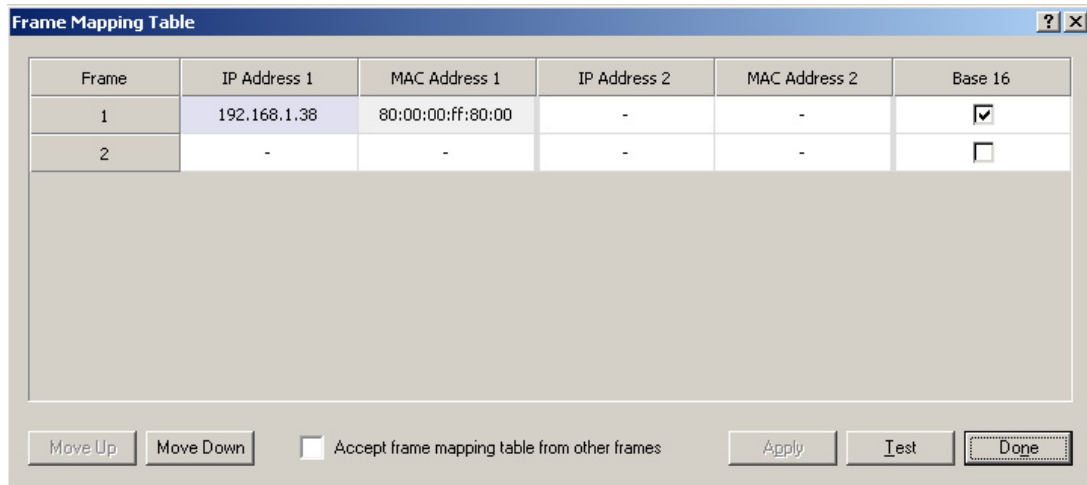 Frame Mapping Table
Frame IP Address 1 MAC Address 1 IP Address 2 MAC Address 2 Base 16
1 192.168.1.38 80:00:00:ff:80:00 - -
2 - - - -
Move Up Move Down Accept frame mapping table from other frames Apply Test Done